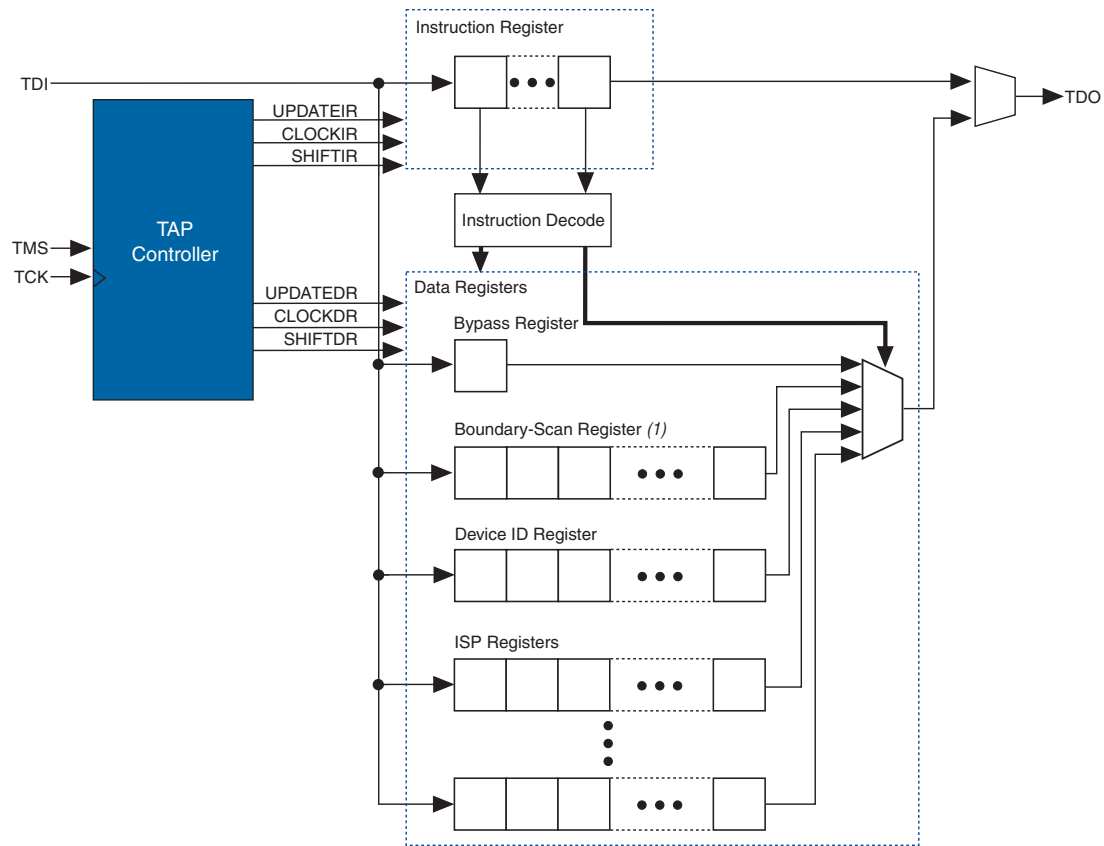 Instruction Register
TDI
TDO
UPDATEIR
CLOCKIR
SHIFTIR
TAP
Controller
Instruction Decode
TMS
TCK
Data Registers
UPDATEDR
CLOCKDR
SHIFTDR
Bypass Register
Boundary-Scan Register (1)
Device ID Register
ISP Registers